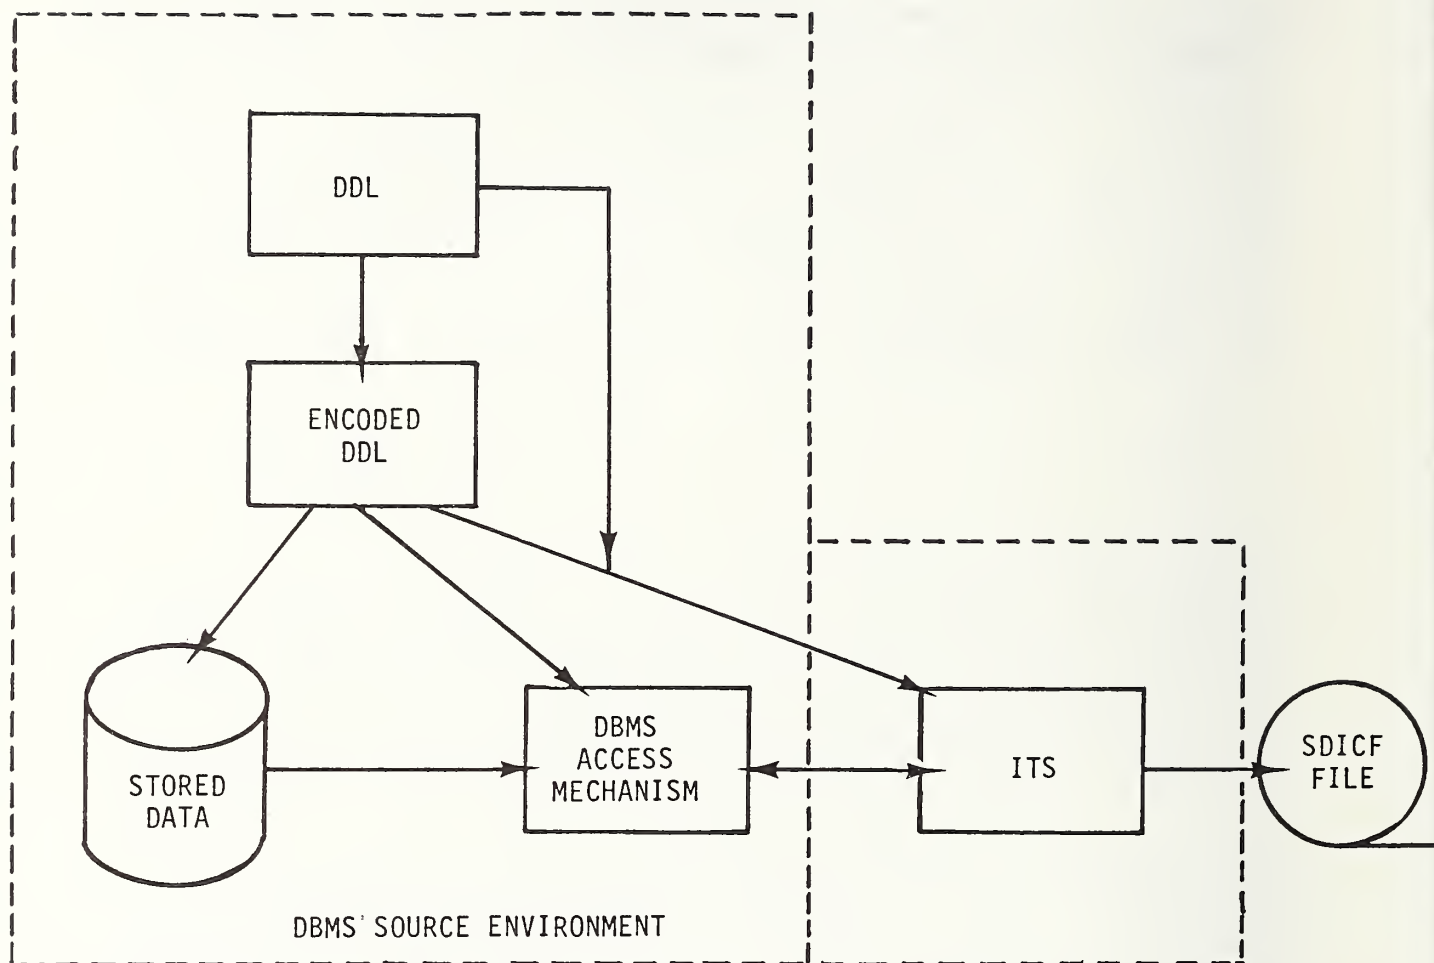 DDL
ENCODED
DDL
STORED
DATA
DBMS
ACCESS
MECHANISM
ITS
SDICF
FILE
DBMS' SOURCE ENVIRONMENT